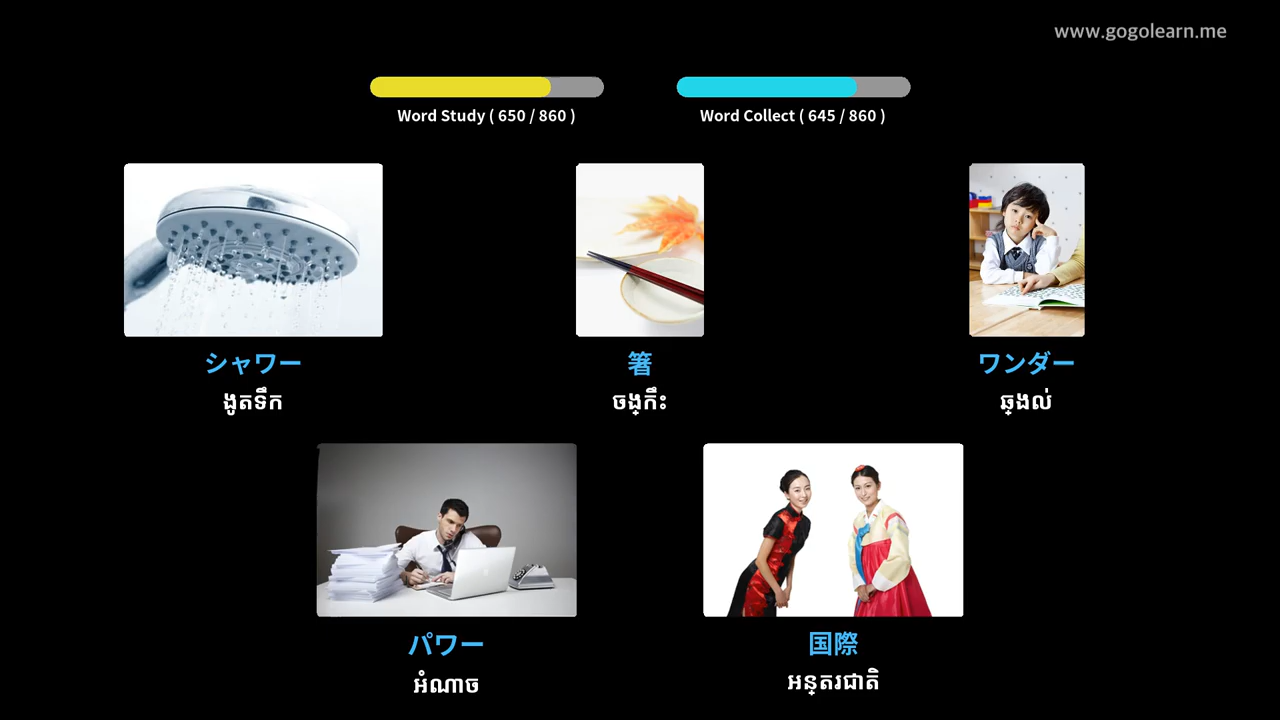 www.gogolearn.me
Word Study ( 650 / 860 )
Word Collect ( 645 / 860 )
シャワー
ងូតទឹក
箸
ចង្កឹះ
ワンダー
ឆ្ងល់
パワー
អំណាច
国際
អន្តរជាតិ